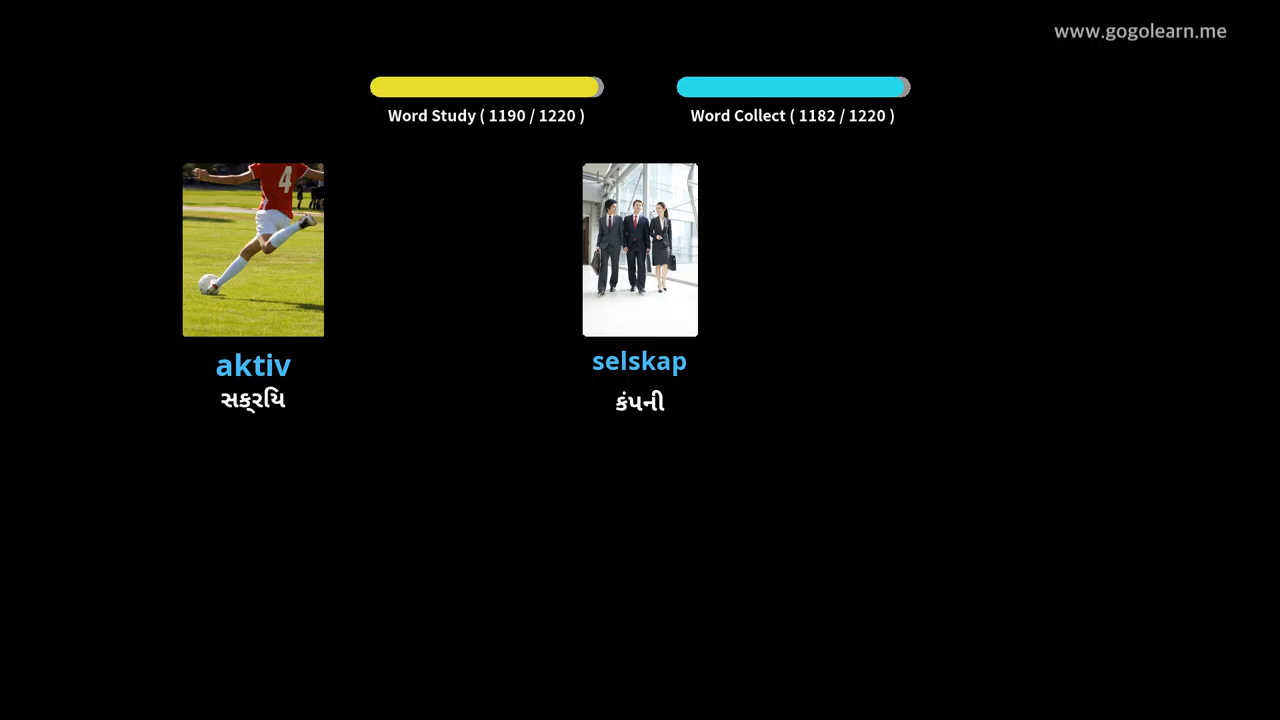 www.gogolearn.me
Word Study ( 1190 / 1220 )
Word Collect ( 1182 / 1220 )
4
aktiv
સક્રિય
selskap
કંપની